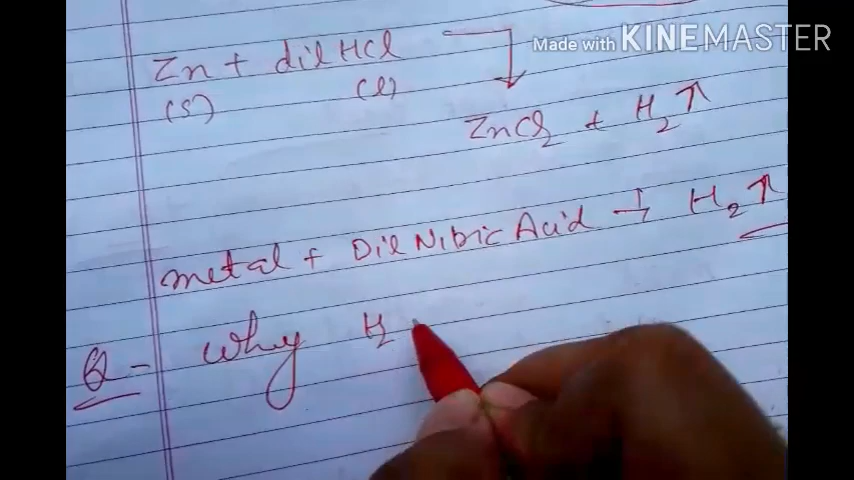 Made with KINEMASTER
Zn + dil HCl
(s) (l)
ZnCl2 + H2↑
metal + Dil Nitric Acid → H2↑
Q - Why H2